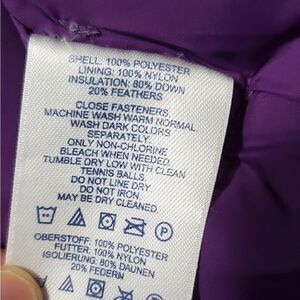 SHELL: 100% POLYESTER
LINING: 100% NYLON
INSULATION: 80% DOWN
20% FEATHERS
CLOSE FASTENERS.
MACHINE WASH WARM NORMAL
WASH DARK COLORS
SEPARATELY.
ONLY NON-CHLORINE
BLEACH WHEN NEEDED.
TUMBLE DRY LOW WITH CLEAN
TENNIS BALLS.
DO NOT LINE DRY.
DO NOT IRON.
MAY BE DRY CLEANED.
P
OBERSTOFF: 100% POLYESTER
FUTTER: 100% NYLON
ISOLIERUNG: 80% DAUNEN
20% FEDERN
P